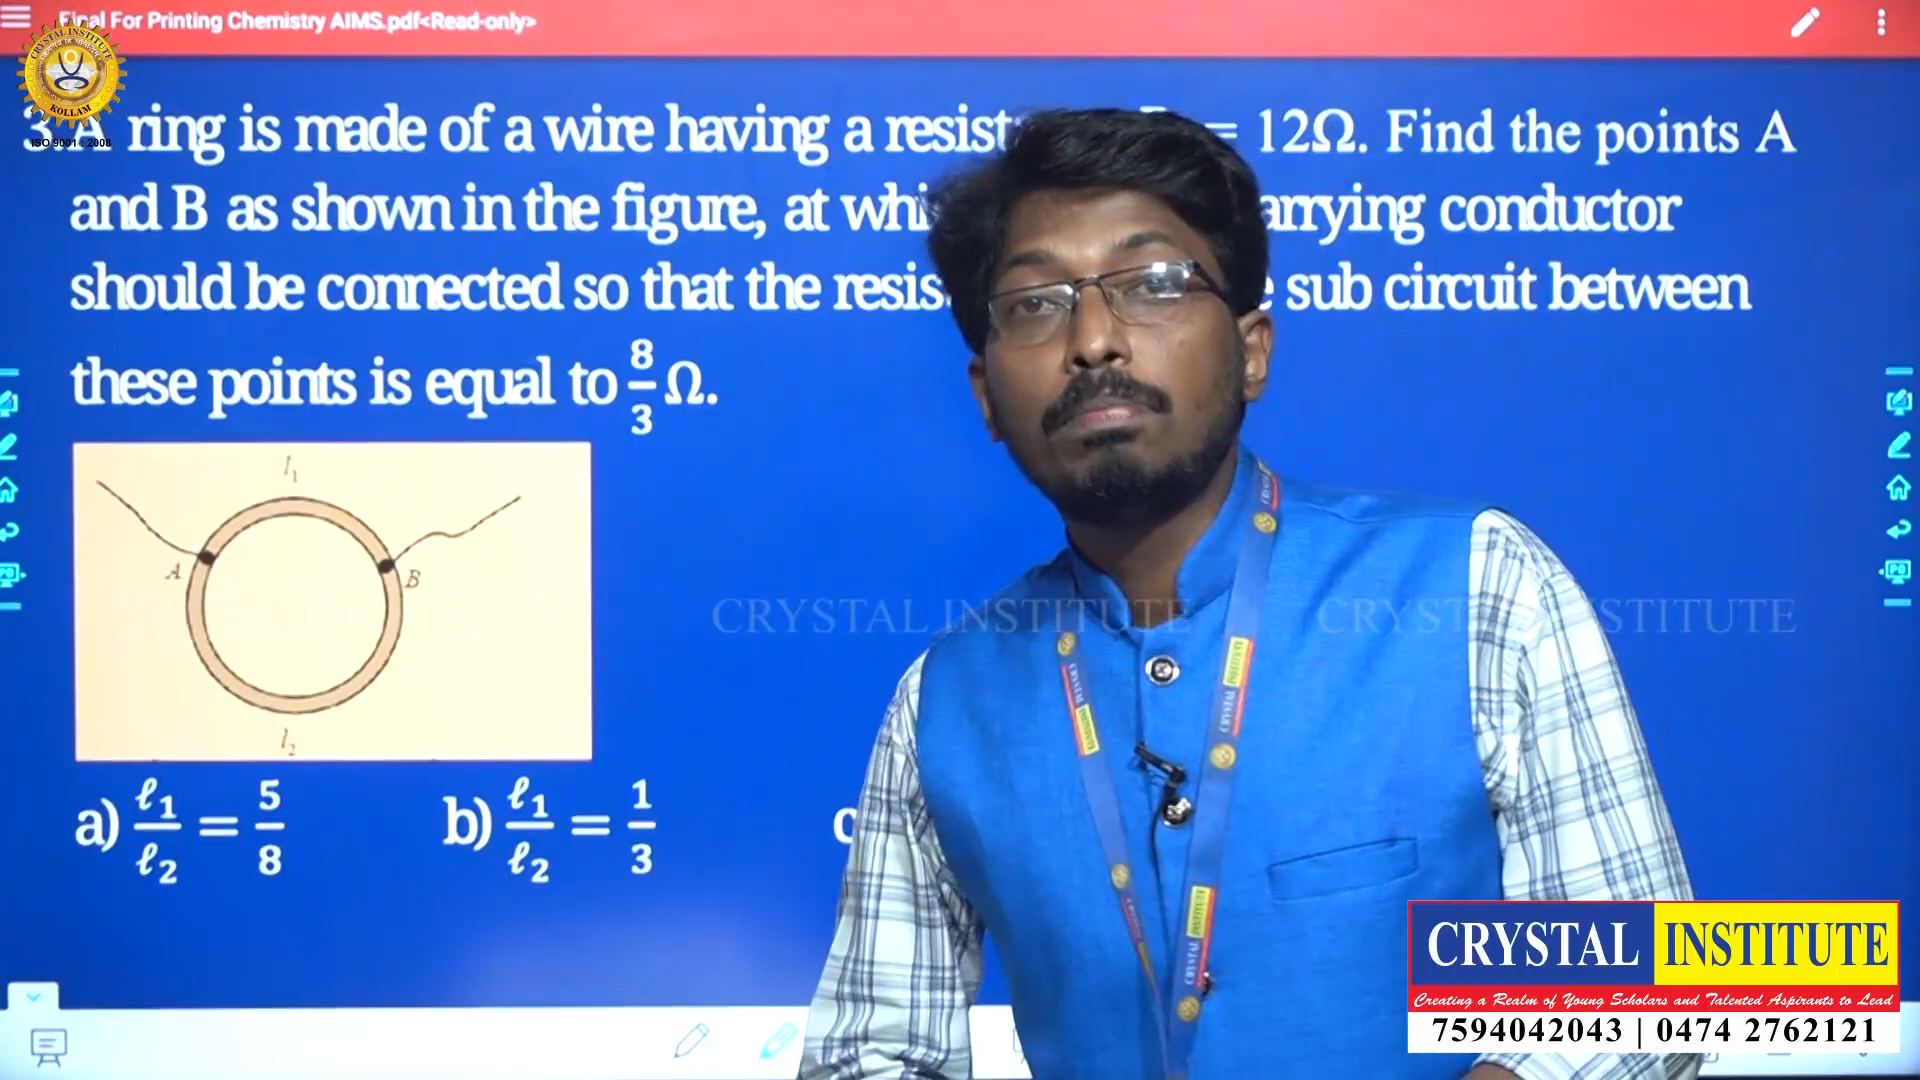 Final For Printing Chemistry AIMS.pdf<Read-only>
CRYSTAL INSTITUTE
KOLLAM
ISO 9001 : 2008
3. A ring is made of a wire having a = 12Ω. Find the points A
and B as shown in the figure, at conductor
should be connected so that the sub circuit between
these points is equal to 8/3 Ω.
l₁
A
B
l₂
CRYSTAL INSTITUTE
CRYSTAL INSTITUTE
a) ℓ₁/ℓ₂ = 5/8 b) ℓ₁/ℓ₂ = 1/3
CRYSTAL INSTITUTE
Creating a Realm of Young Scholars and Talented Aspirants to Lead
7594042043 | 0474 2762121